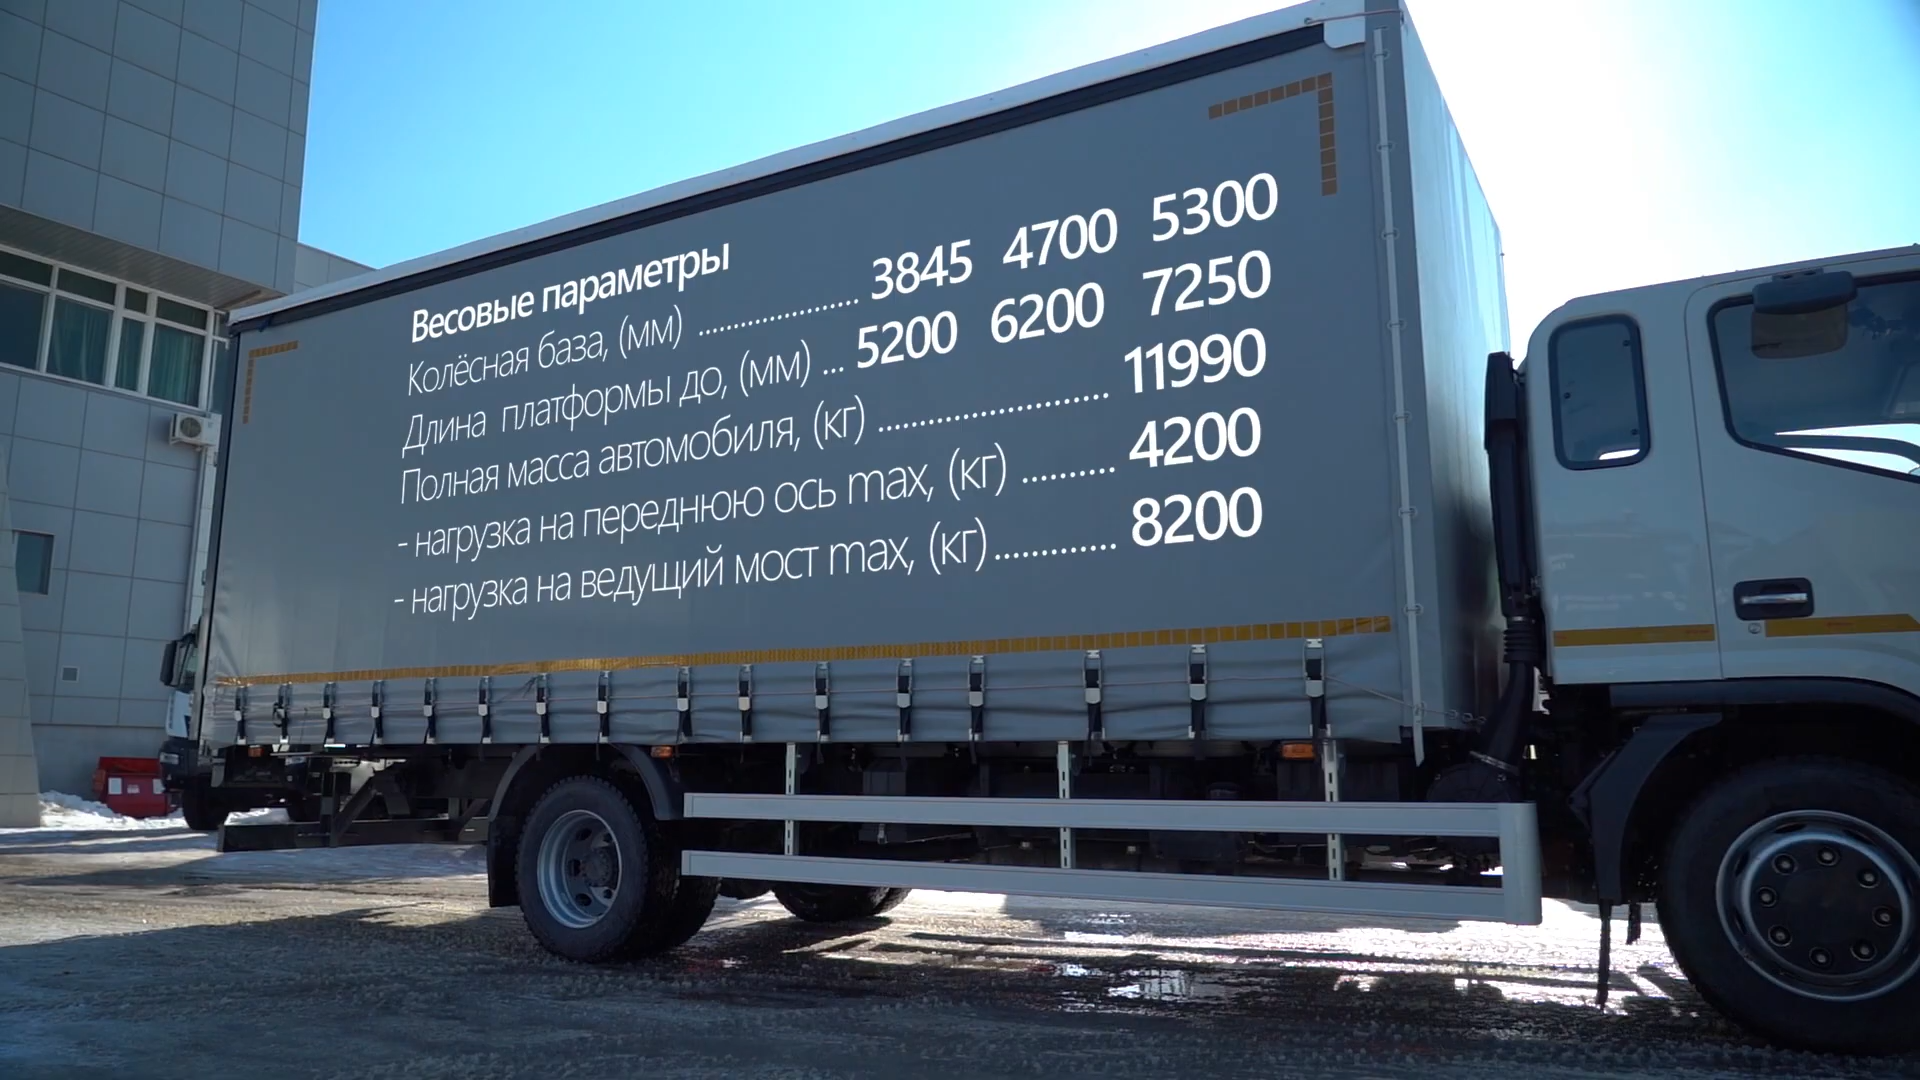 Весовые параметры
Колёсная база, (мм) ....................... 3845 4700 5300
Длина платформы до, (мм) ... 5200 6200 7250
Полная масса автомобиля, (кг) ....................... 11990
- нагрузка на переднюю ось max, (кг) ......... 4200
- нагрузка на ведущий мост max, (кг)............. 8200